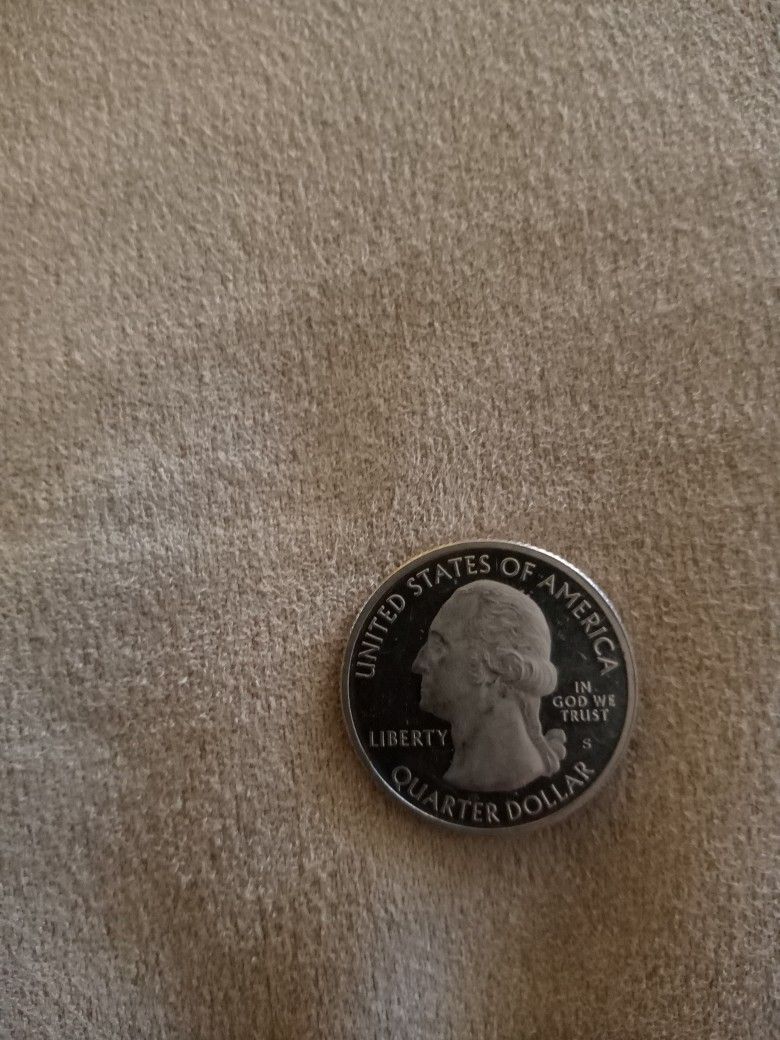 UNITED STATES OF AMERICA
IN
GOD WE
TRUST
LIBERTY
S
QUARTER DOLLAR